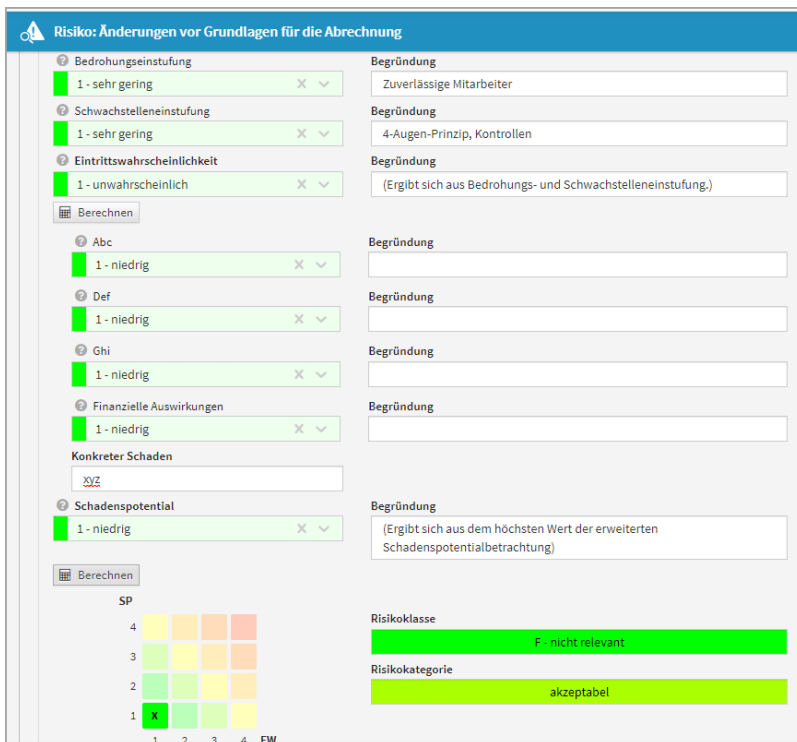 Risiko: Änderungen vor Grundlagen für die Abrechnung
Bedrohungseinstufung
Begründung
1 - sehr gering
Zuverlässige Mitarbeiter
Schwachstelleneinstufung
Begründung
1 - sehr gering
4-Augen-Prinzip, Kontrollen
Eintrittswahrscheinlichkeit
Begründung
1 - unwahrscheinlich
(Ergibt sich aus Bedrohungs- und Schwachstelleneinstufung.)
Berechnen
Abc
Begründung
1 - niedrig
Def
Begründung
1 - niedrig
Ghi
Begründung
1 - niedrig
Finanzielle Auswirkungen
Begründung
1 - niedrig
Konkreter Schaden
xyz
Schadenspotential
Begründung
1 - niedrig
(Ergibt sich aus dem höchsten Wert der erweiterten
Schadenspotentialbetrachtung)
Berechnen
SP
4
3
2
1 X
1 2 3 4 EW
Risikoklasse
F - nicht relevant
Risikokategorie
akzeptabel